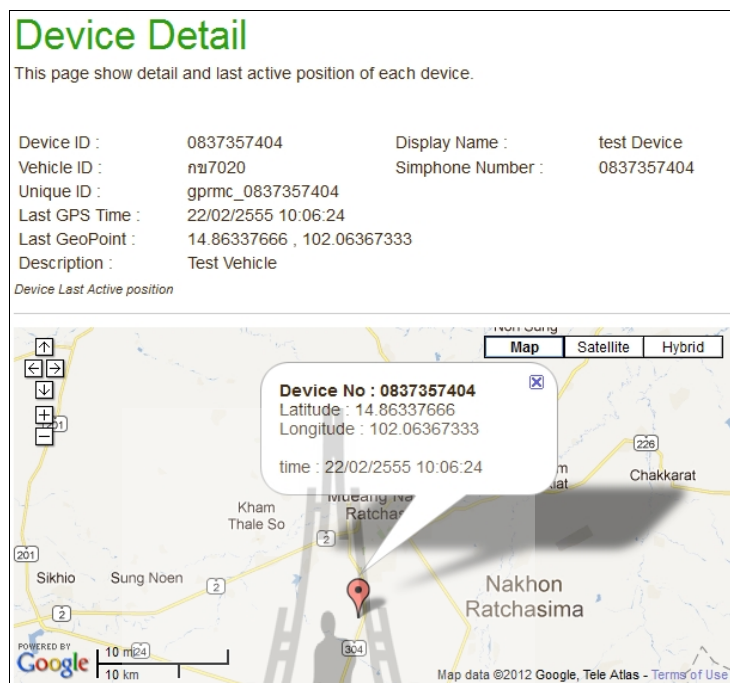 Device Detail
This page show detail and last active position of each device.
Device ID : 0837357404 Display Name : test Device
Vehicle ID : กข7020 Simphone Number : 0837357404
Unique ID : gprmc_0837357404
Last GPS Time : 22/02/2555 10:06:24
Last GeoPoint : 14.86337666 , 102.06367333
Description : Test Vehicle
Device Last Active position
Map Satellite Hybrid
Device No : 0837357404
Latitude : 14.86337666
Longitude : 102.06367333
time : 22/02/2555 10:06:24
226
Chakkarat
Kham
Thale So
2
201
Sikhio Sung Noen
2
Nakhon
Ratchasima
2
304
POWERED BY
Google
10 mi
24
10 km
Map data ©2012 Google, Tele Atlas - Terms of Use